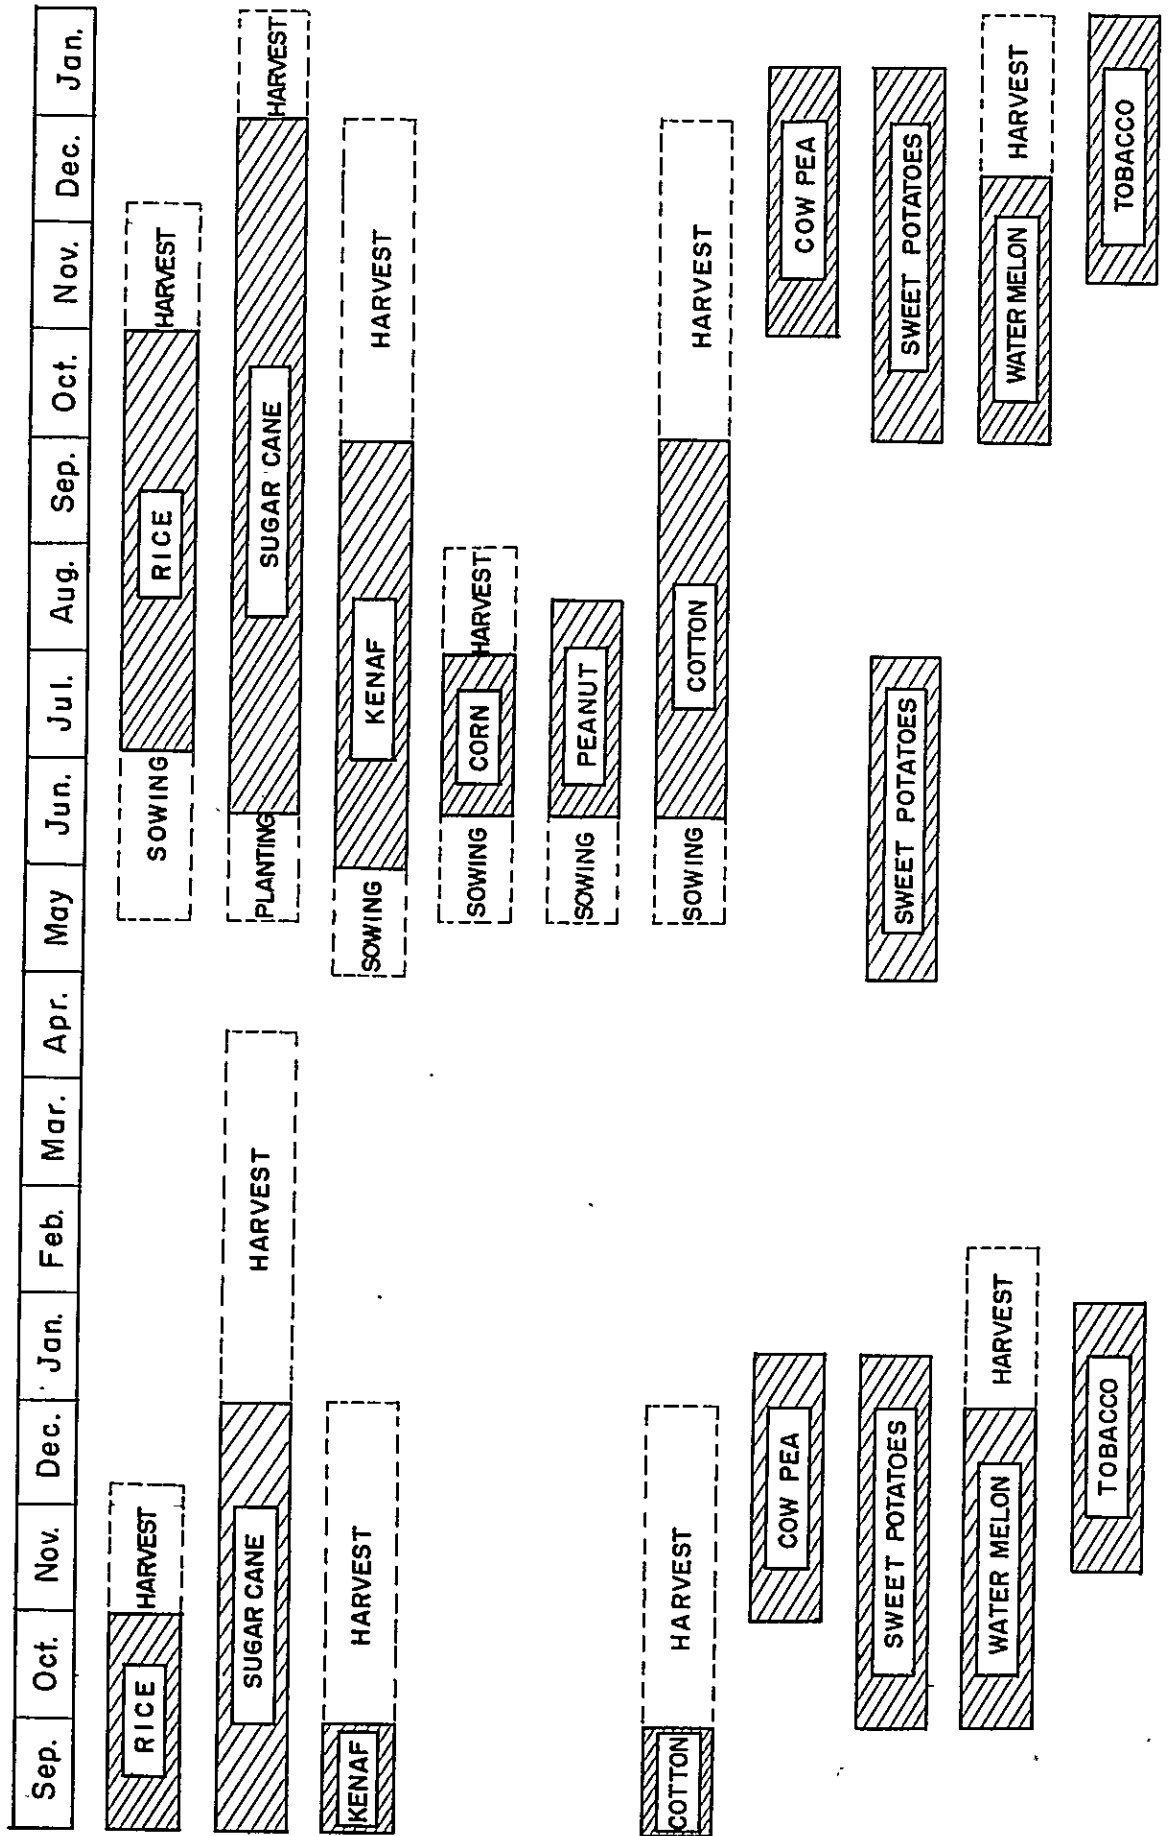 Sep. Oct. Nov. Dec. Jan. Feb. Mar. Apr. May Jun. Jul. Aug. Sep. Oct. Nov. Dec. Jan.
RICE HARVEST SOWING RICE HARVEST
SUGAR CANE HARVEST PLANTING SUGAR CANE HARVEST
KENAF HARVEST SOWING KENAF HARVEST
SOWING CORN HARVEST
SOWING PEANUT
COTTON HARVEST SOWING COTTON HARVEST
COW PEA COW PEA
SWEET POTATOES SWEET POTATOES SWEET POTATOES
WATER MELON HARVEST WATER MELON HARVEST
TOBACCO TOBACCO